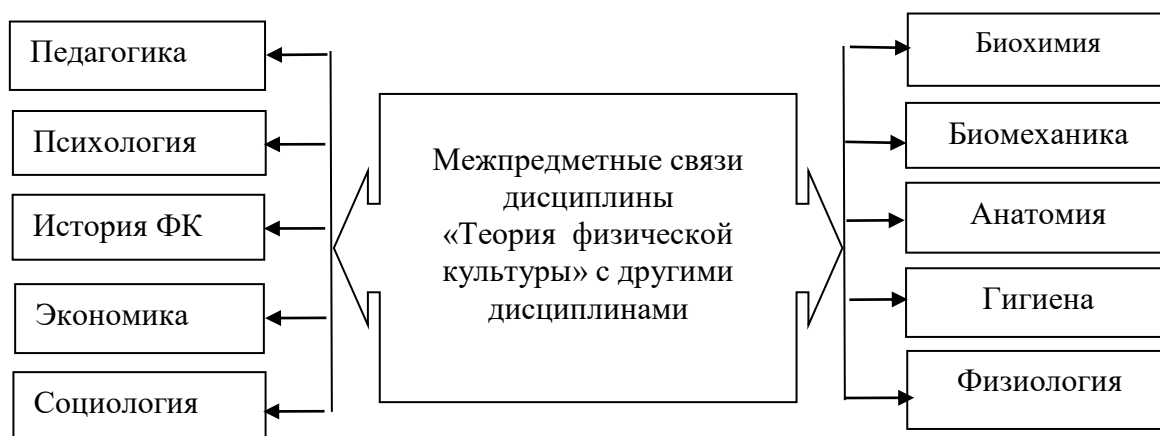 Педагогика
Психология
История ФК
Экономика
Социология
Межпредметные связи
дисциплины
«Теория физической
культуры» с другими
дисциплинами
Биохимия
Биомеханика
Анатомия
Гигиена
Физиология